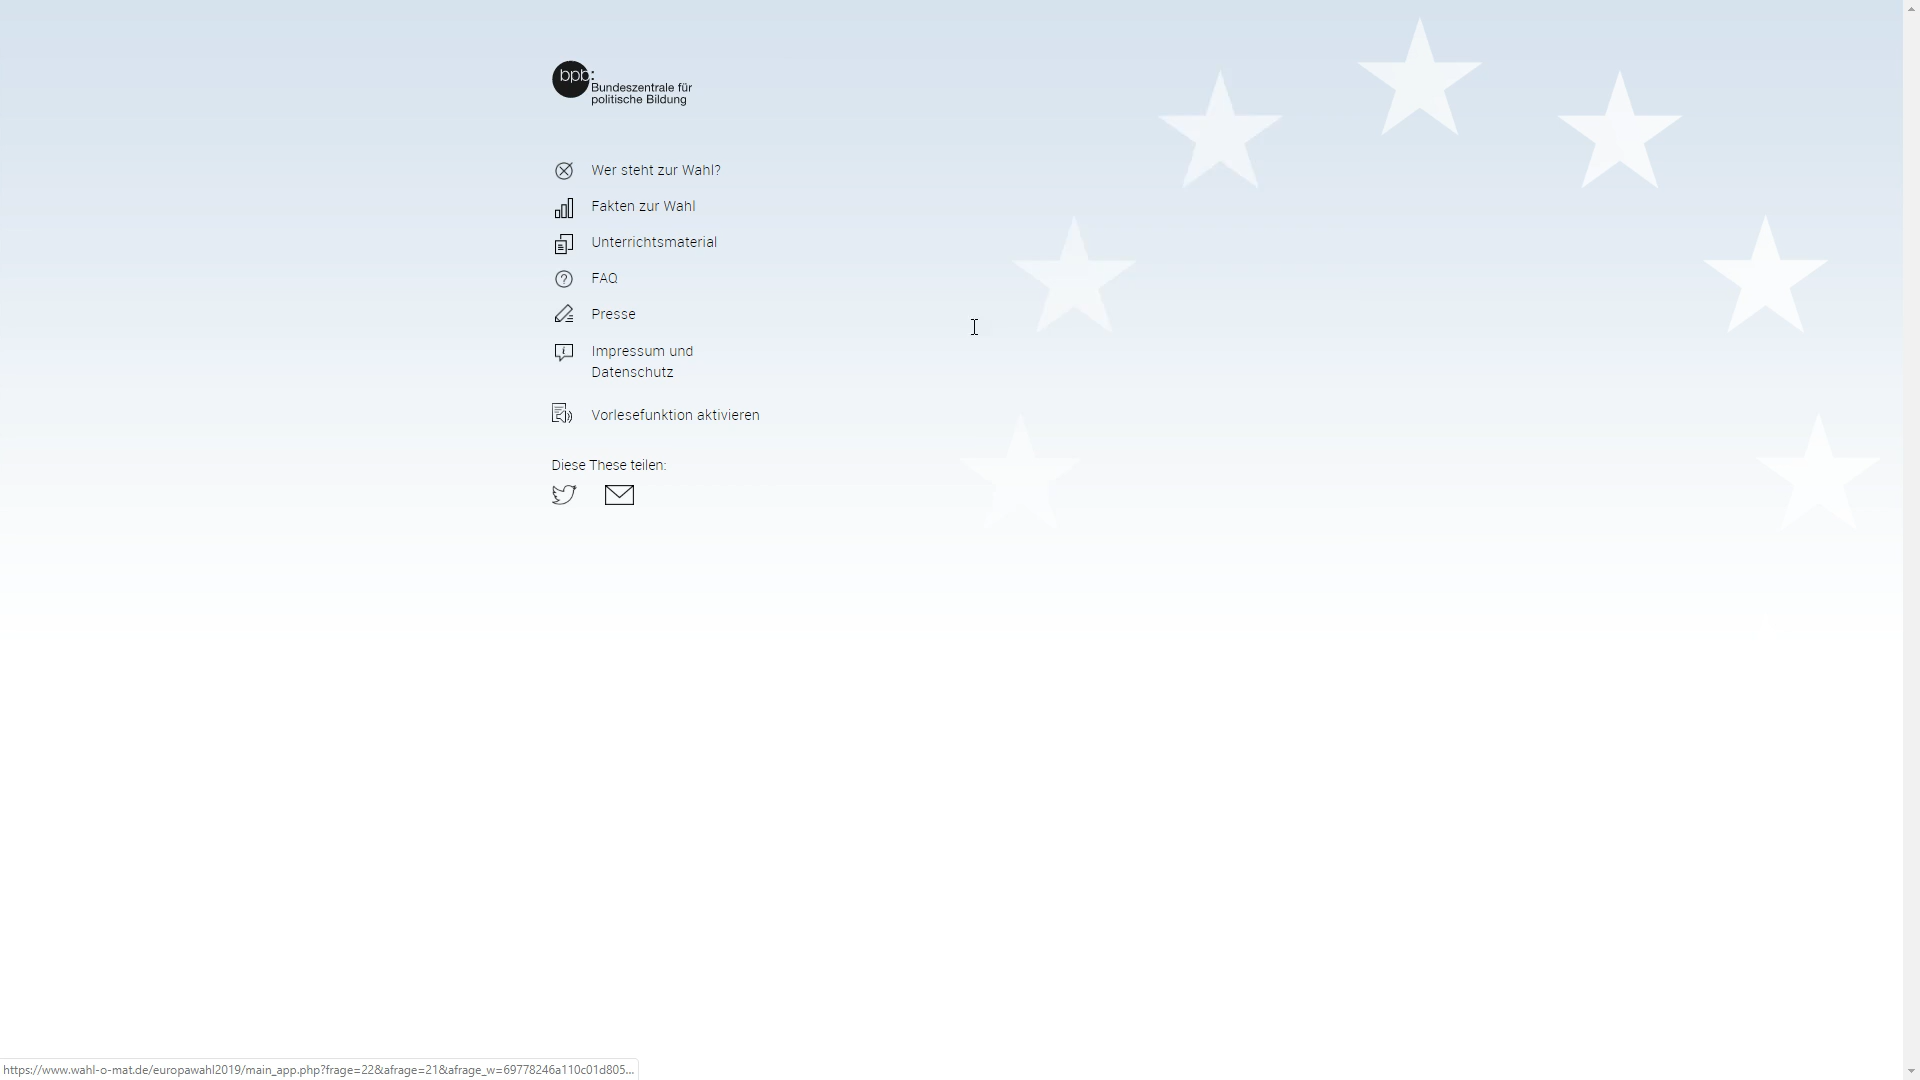 bpb:
Bundeszentrale für
politische Bildung
Wer steht zur Wahl?
Fakten zur Wahl
Unterrichtsmaterial
FAQ
Presse
Impressum und
Datenschutz
Vorlesefunktion aktivieren
Diese These teilen:
https://www.wahl-o-mat.de/europawahl2019/main_app.php?frage=22&afrage=21&afrage_w=69778246a110c01d805...